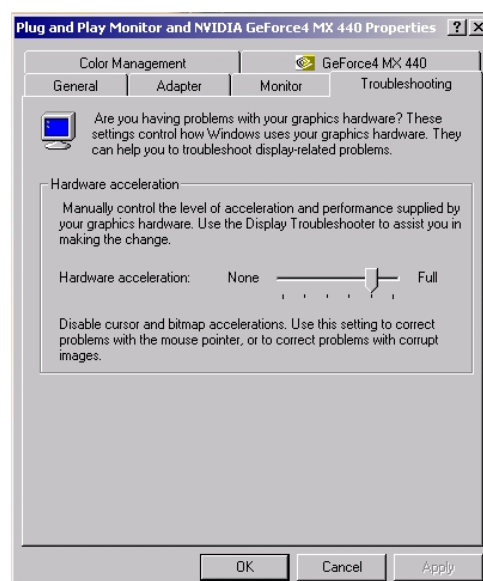 Plug and Play Monitor and NVIDIA GeForce4 MX 440 Properties ? X
Color Management GeForce4 MX 440
General Adapter Monitor Troubleshooting
Are you having problems with your graphics hardware? These
settings control how Windows uses your graphics hardware. They
can help you to troubleshoot display-related problems.
Hardware acceleration
Manually control the level of acceleration and performance supplied by
your graphics hardware. Use the Display Troubleshooter to assist you in
making the change.
Hardware acceleration: None Full
Disable cursor and bitmap accelerations. Use this setting to correct
problems with the mouse pointer, or to correct problems with corrupt
images.
OK Cancel Apply